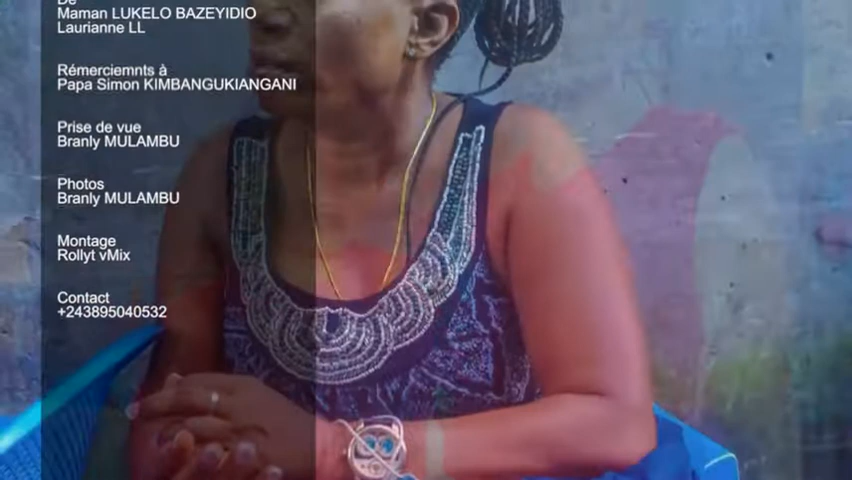 De
Maman LUKELO BAZEYIDIO
Laurianne LL
Rémerciemnts à
Papa Simon KIMBANGUKIANGANI
Prise de vue
Branly MULAMBU
Photos
Branly MULAMBU
Montage
Rollyt vMix
Contact
+243895040532